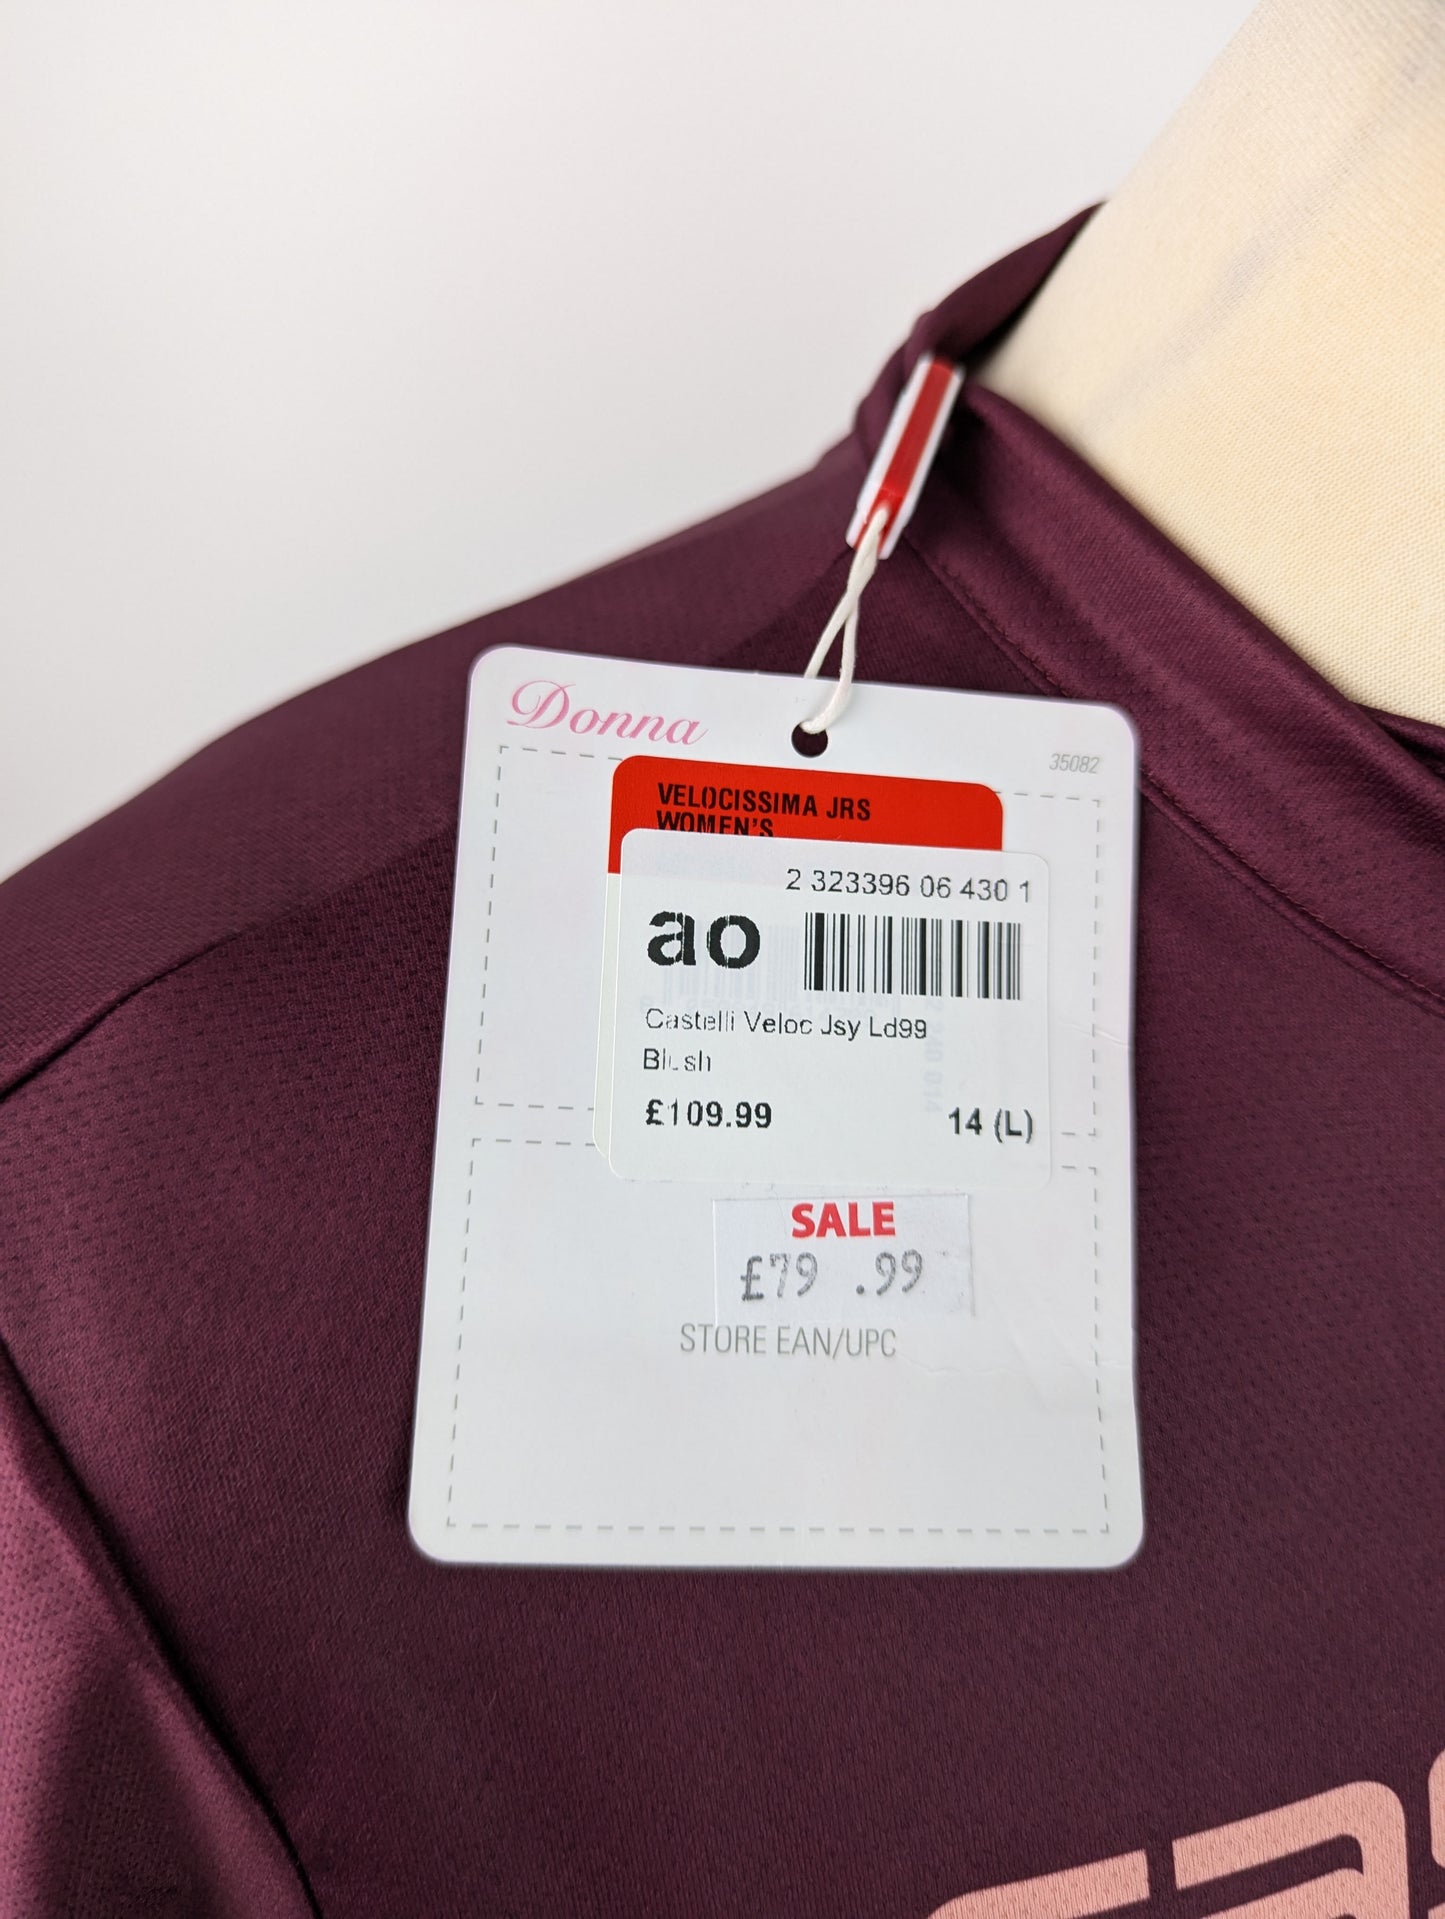 Donna
35082
VELOCISSIMA JRS
WOMEN'S
2 323396 06 430 1
ao
Castelli Veloc Jsy Ld99
Blush
£109.99
14 (L)
SALE
£79 .99
STORE EAN/UPC